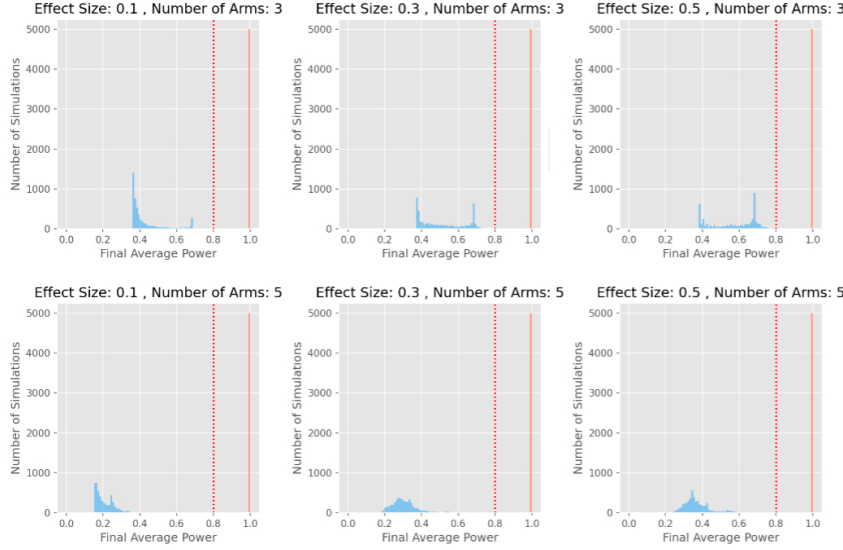 Effect Size: 0.1 , Number of Arms: 3
Effect Size: 0.3 , Number of Arms: 3
Effect Size: 0.5 , Number of Arms: 3
Number of Simulations
5000
4000
3000
2000
1000
0
0.0 0.2 0.4 0.6 0.8 1.0
Final Average Power
Number of Simulations
5000
4000
3000
2000
1000
0
0.0 0.2 0.4 0.6 0.8 1.0
Final Average Power
Number of Simulations
5000
4000
3000
2000
1000
0
0.0 0.2 0.4 0.6 0.8 1.0
Final Average Power
Effect Size: 0.1 , Number of Arms: 5
Effect Size: 0.3 , Number of Arms: 5
Effect Size: 0.5 , Number of Arms: 5
Number of Simulations
5000
4000
3000
2000
1000
0
0.0 0.2 0.4 0.6 0.8 1.0
Final Average Power
Number of Simulations
5000
4000
3000
2000
1000
0
0.0 0.2 0.4 0.6 0.8 1.0
Final Average Power
Number of Simulations
5000
4000
3000
2000
1000
0
0.0 0.2 0.4 0.6 0.8 1.0
Final Average Power